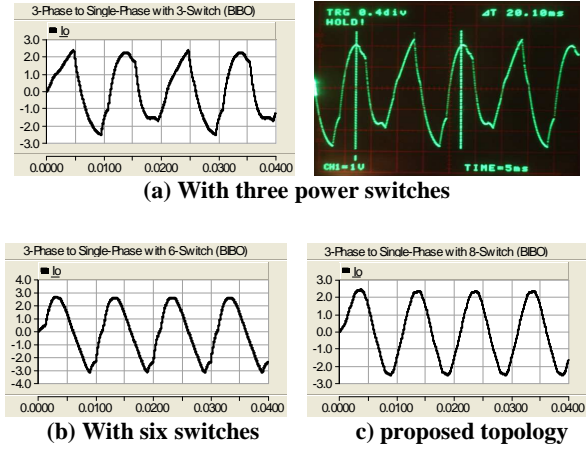 3-Phase to Single-Phase with 3-Switch (BIBO)
Io
3.0
2.0
1.0
0.0
-1.0
-2.0
-3.0
0.0000 0.0100 0.0200 0.0300 0.0400
TRG 0.4div ΔT 20.10ms
HOLD!
CH1=1V TIME=5ms
(a) With three power switches
3-Phase to Single-Phase with 6-Switch (BIBO)
Io
4.0
3.0
2.0
1.0
0.0
-1.0
-2.0
-3.0
-4.0
0.0000 0.0100 0.0200 0.0300 0.0400
(b) With six switches
3-Phase to Single-Phase with 8-Switch (BIBO)
Io
3.0
2.0
1.0
0.0
-1.0
-2.0
-3.0
0.0000 0.0100 0.0200 0.0300 0.0400
c) proposed topology